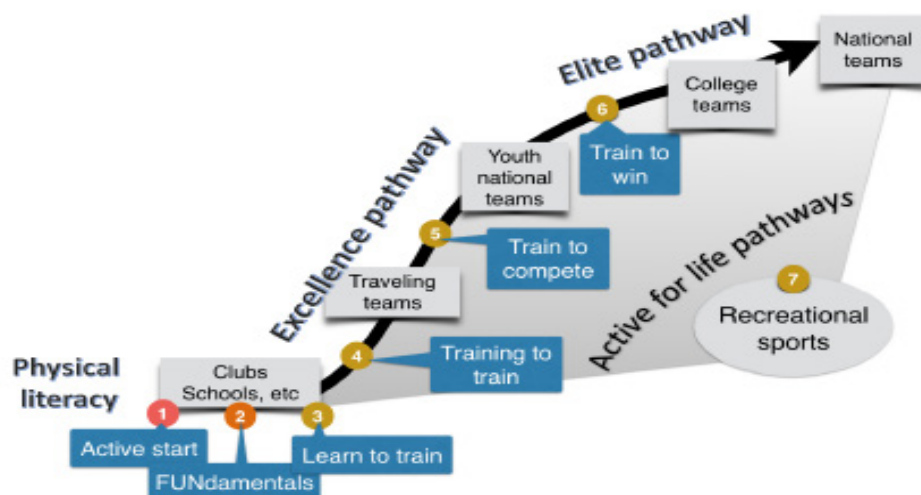 Elite pathway
National
teams
College
teams
6
Train to
win
Youth
national
teams
Excellence pathway
5
Train to
compete
Traveling
teams
Active for life pathways
7
Recreational
sports
4
Training to
train
Physical
literacy
Clubs
Schools, etc
1
2
3
Active start
FUNdamentals
Learn to train